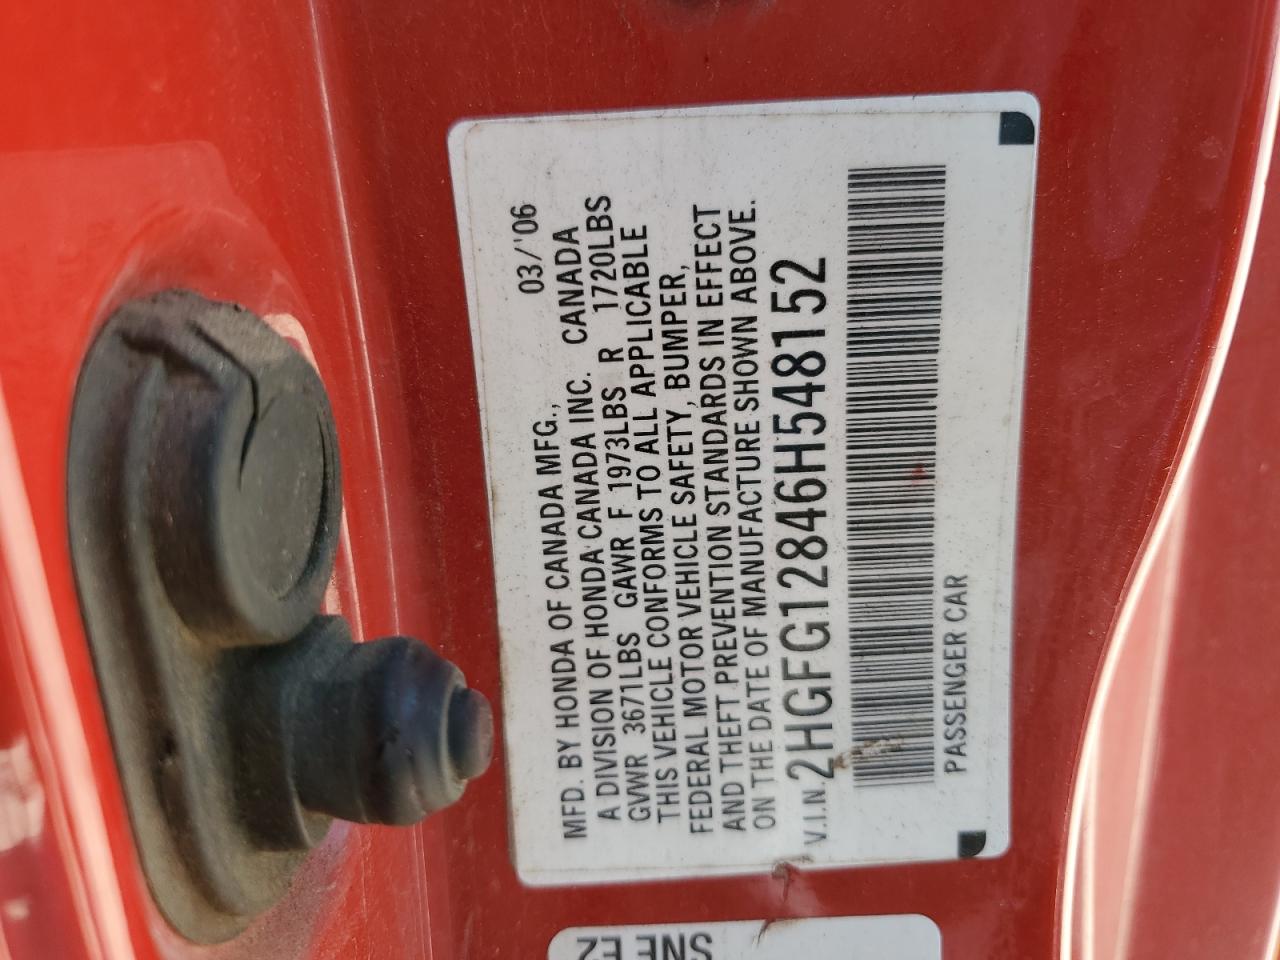 03/'06
MFD. BY HONDA OF CANADA MFG.,
A DIVISION OF HONDA CANADA INC. CANADA
GVWR 3671LBS GAWR F 1973LBS R 1720LBS
THIS VEHICLE CONFORMS TO ALL APPLICABLE
FEDERAL MOTOR VEHICLE SAFETY, BUMPER,
AND THEFT PREVENTION STANDARDS IN EFFECT
ON THE DATE OF MANUFACTURE SHOWN ABOVE.
V.I.N. 2HGFG12846H548152
PASSENGER CAR